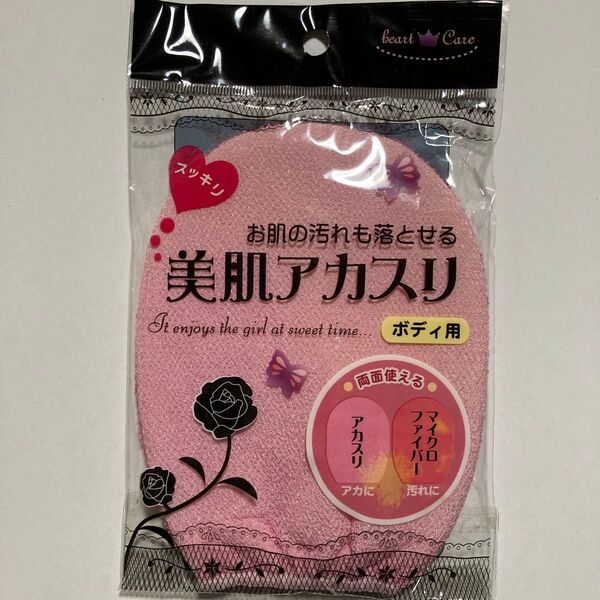 heart Care
スッキリ
お肌の汚れも落とせる
美肌アカスリ
It enjoys the girl at sweet time...
ボディ用
両面使える
アカスリ
マイクロ
ファイバー
アカに
汚れに